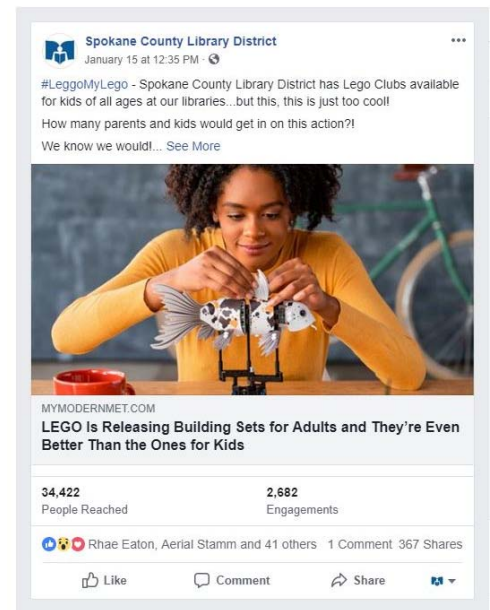 Spokane County Library District
January 15 at 12:35 PM ·
#LeggoMyLego - Spokane County Library District has Lego Clubs available
for kids of all ages at our libraries...but this, this is just too cool!
How many parents and kids would get in on this action?!
We know we would!... See More
MYMODERNMET.COM
LEGO Is Releasing Building Sets for Adults and They're Even
Better Than the Ones for Kids
34,422 2,682
People Reached Engagements
Rhae Eaton, Aerial Stamm and 41 others 1 Comment 367 Shares
Like Comment Share